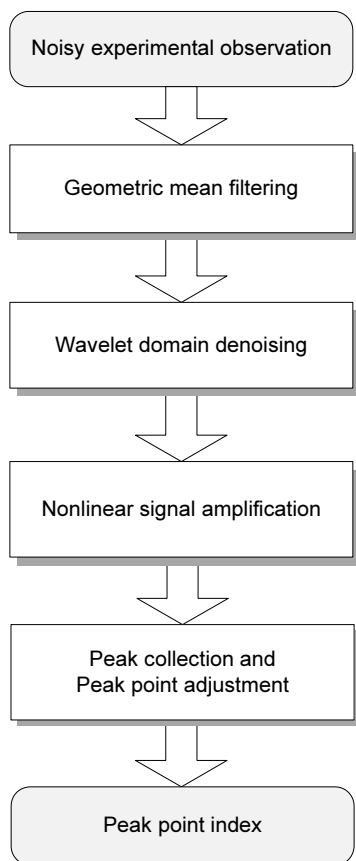 Noisy experimental observation
Geometric mean filtering
Wavelet domain denoising
Nonlinear signal amplification
Peak collection and
Peak point adjustment
Peak point index